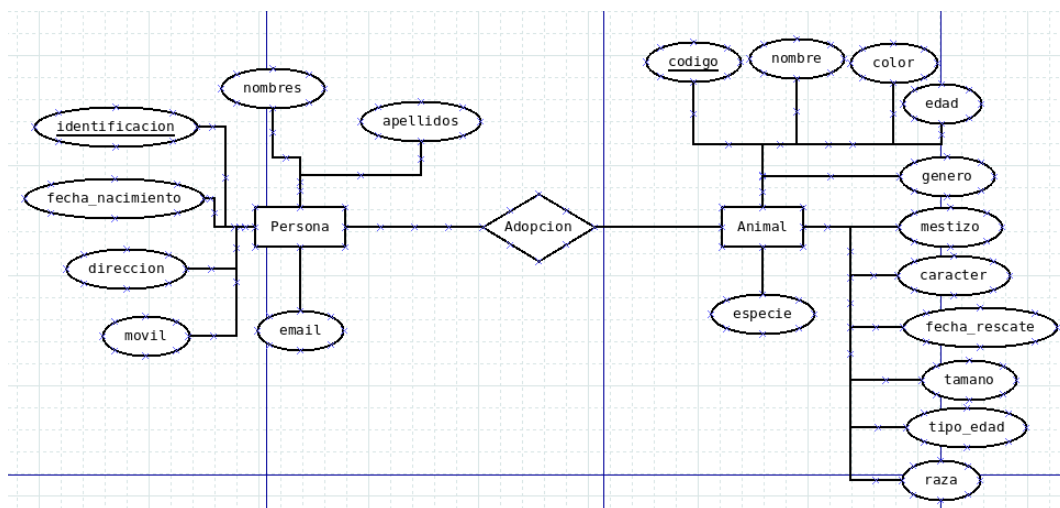 codigo
nombre
color
nombres
edad
apellidos
identificacion
genero
fecha_nacimiento
Persona
Adopcion
Animal
mestizo
direccion
caracter
especie
fecha_rescate
movil
email
tamano
tipo_edad
raza